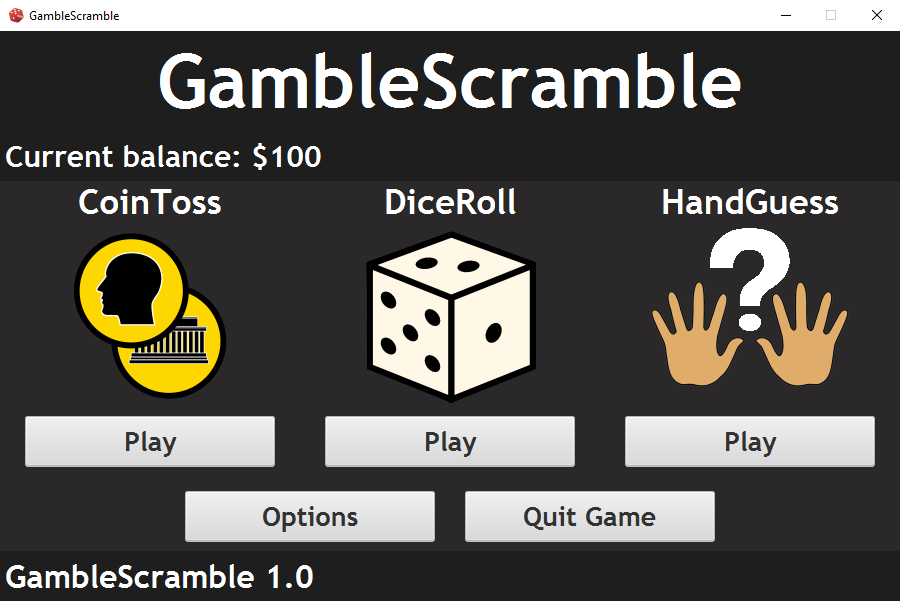 GambleScramble
GambleScramble
Current balance: $100
CoinToss DiceRoll HandGuess
?
Play Play Play
Options Quit Game
GambleScramble 1.0